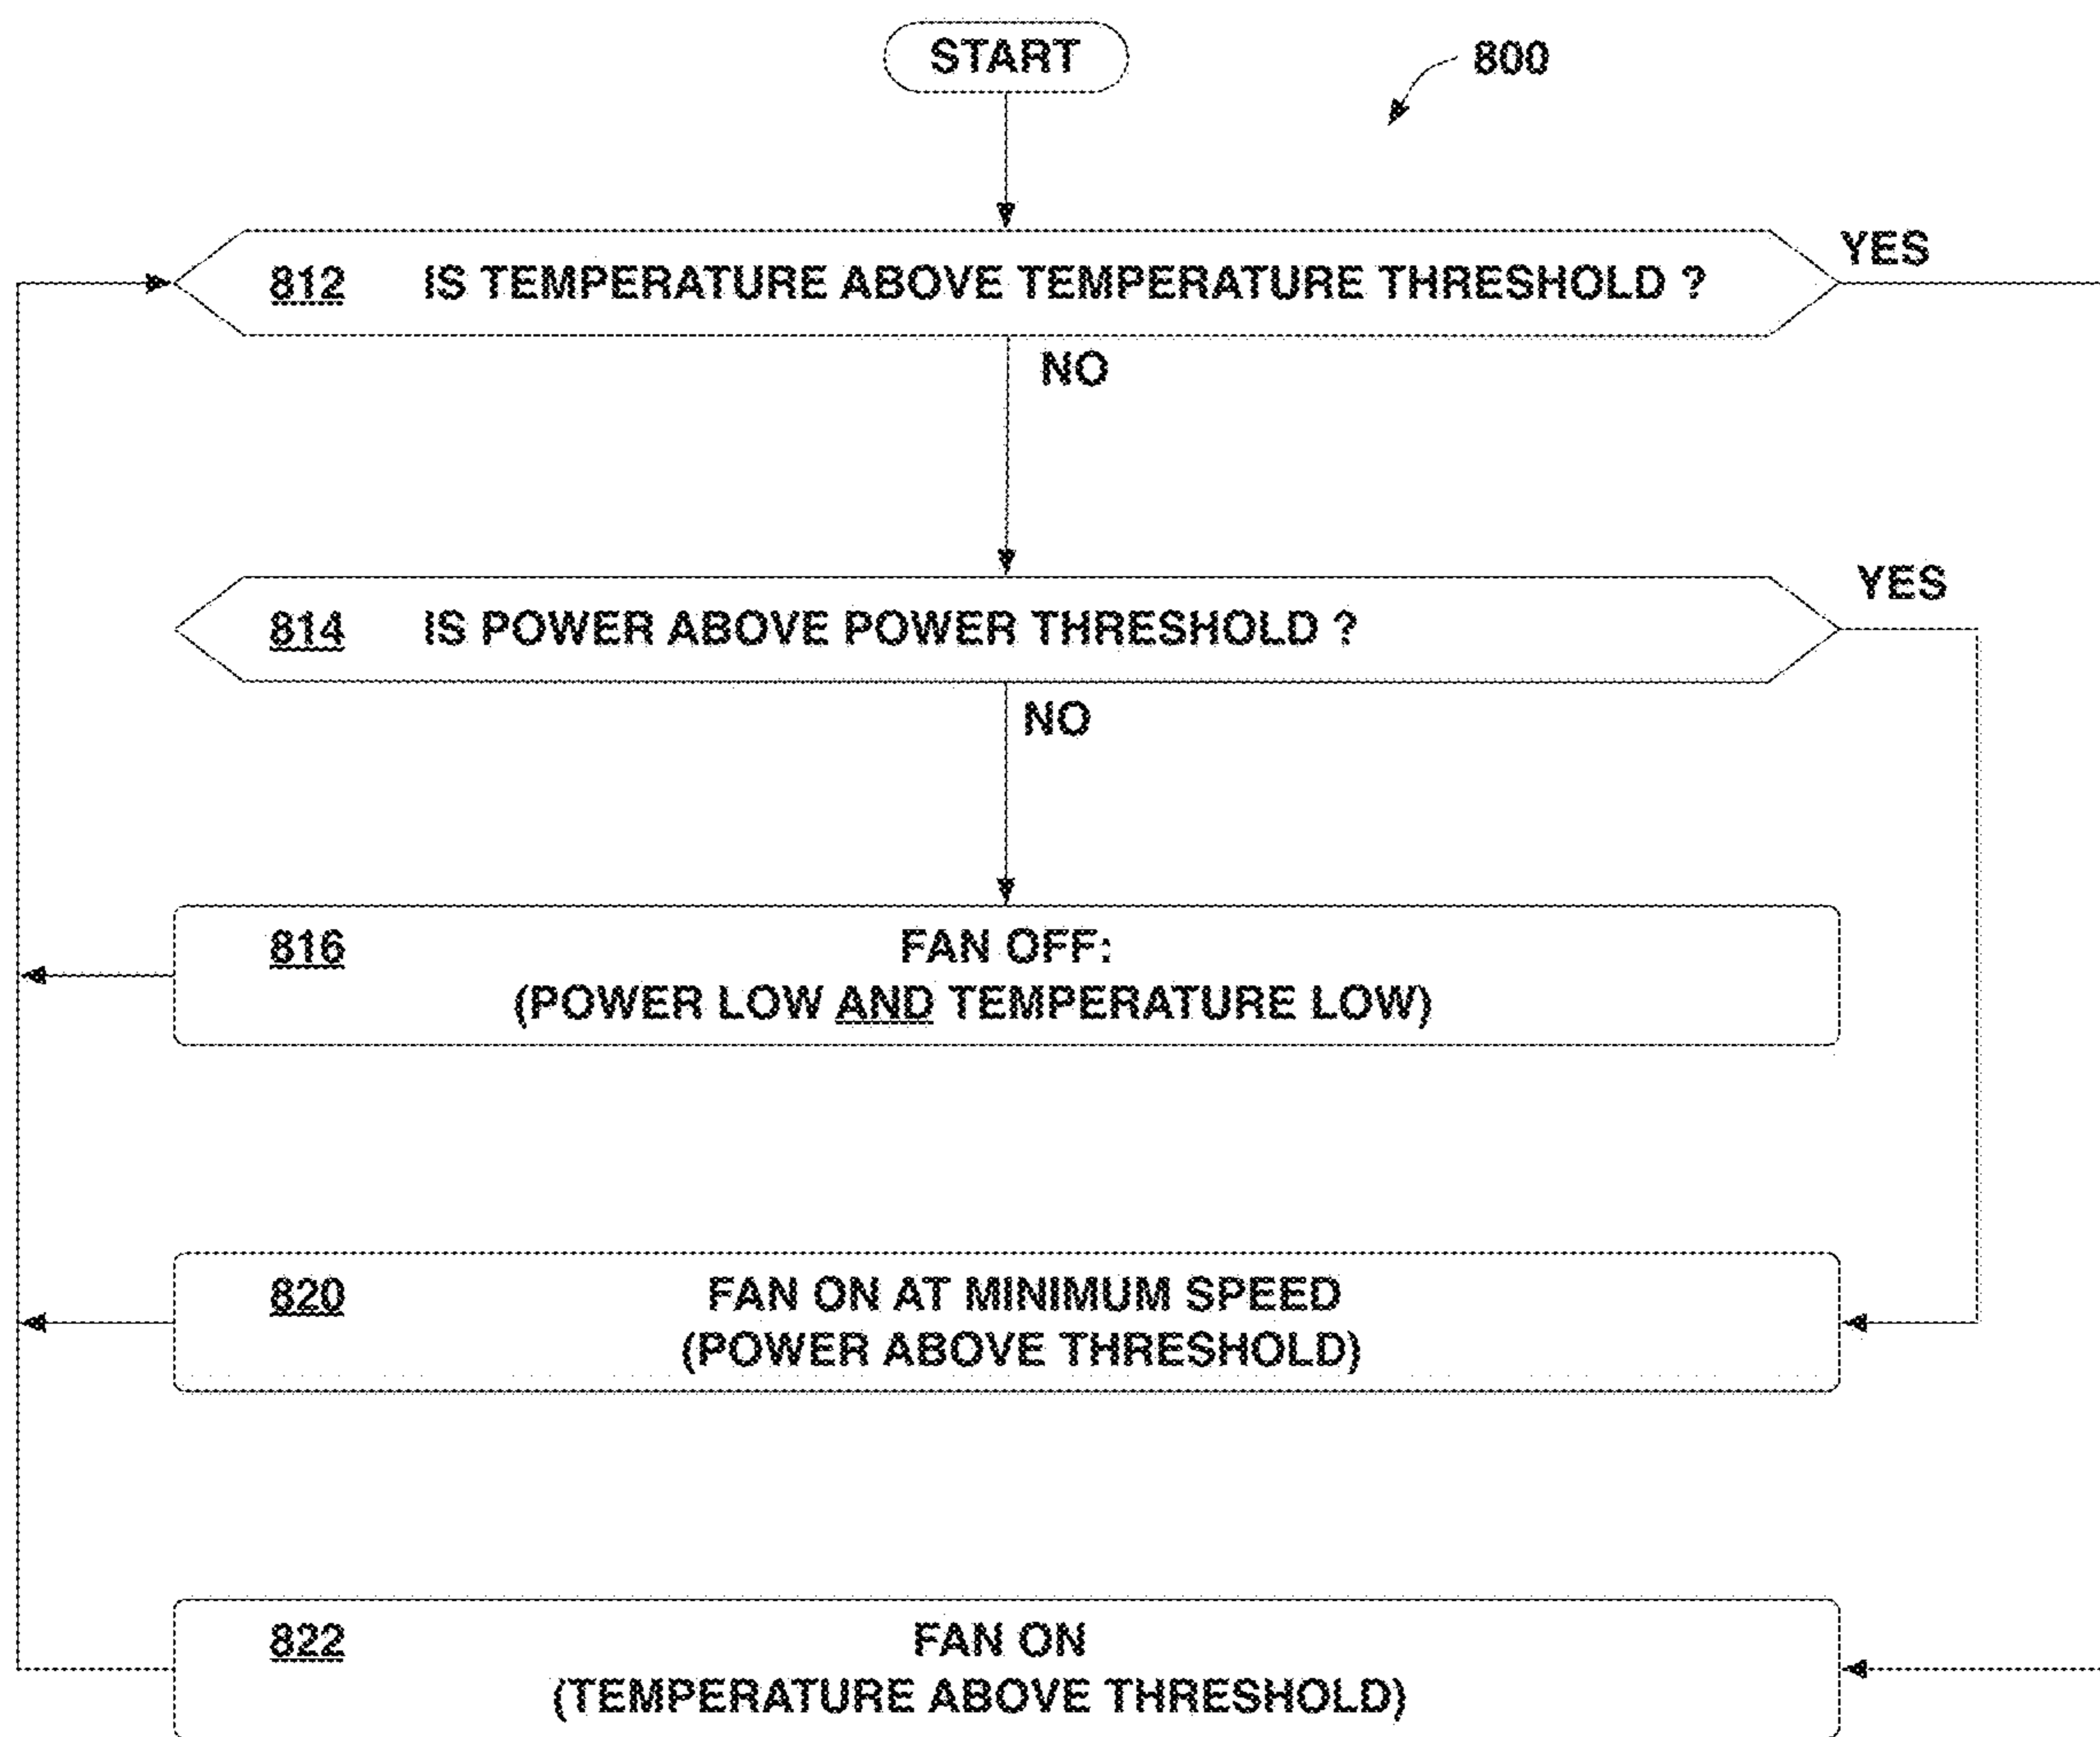 START
800
812 IS TEMPERATURE ABOVE TEMPERATURE THRESHOLD ?
YES
NO
814 IS POWER ABOVE POWER THRESHOLD ?
YES
NO
816 FAN OFF:
(POWER LOW AND TEMPERATURE LOW)
820 FAN ON AT MINIMUM SPEED
(POWER ABOVE THRESHOLD)
822 FAN ON
(TEMPERATURE ABOVE THRESHOLD)